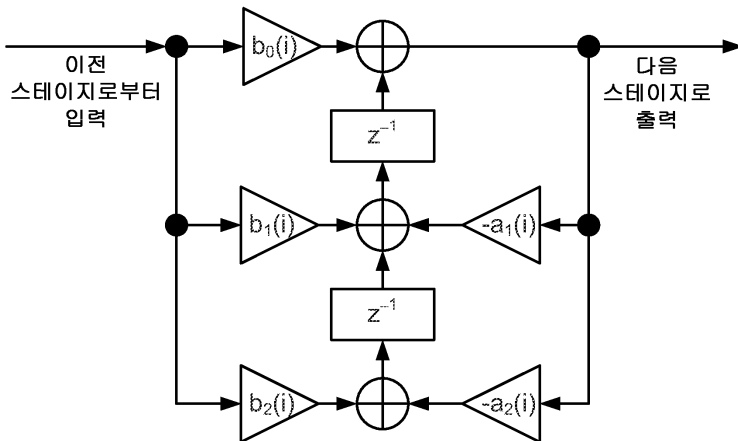 b₀(i)
이전
스테이지로부터
입력
다음
스테이지로
출력
z⁻¹
b₁(i)
-a₁(i)
z⁻¹
b₂(i)
-a₂(i)